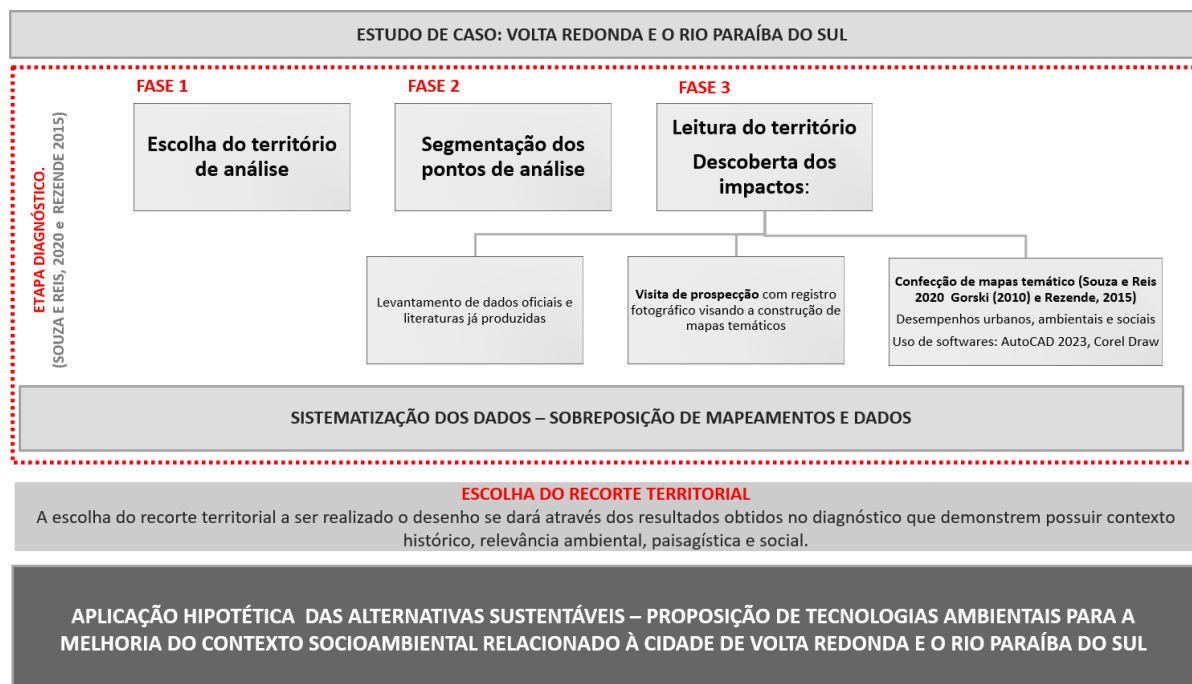 ESTUDO DE CASO: VOLTA REDONDA E O RIO PARAÍBA DO SUL
ETAPA DIAGNÓSTICO.
(SOUZA E REIS, 2020 e REZENDE 2015)
FASE 1
Escolha do território
de análise
FASE 2
Segmentação dos
pontos de análise
FASE 3
Leitura do território
Descoberta dos
impactos:
Levantamento de dados oficiais e
literaturas já produzidas
Visita de prospecção com registro
fotográfico visando a construção de
mapas temáticos
Confecção de mapas temático (Souza e Reis
2020 Gorski (2010) e Rezende, 2015)
Desempenhos urbanos, ambientais e sociais
Uso de softwares: AutoCAD 2023, Corel Draw
SISTEMATIZAÇÃO DOS DADOS – SOBREPOSIÇÃO DE MAPEAMENTOS E DADOS
ESCOLHA DO RECORTE TERRITORIAL
A escolha do recorte territorial a ser realizado o desenho se dará através dos resultados obtidos no diagnóstico que demonstrem possuir contexto
histórico, relevância ambiental, paisagística e social.
APLICAÇÃO HIPOTÉTICA DAS ALTERNATIVAS SUSTENTÁVEIS – PROPOSIÇÃO DE TECNOLOGIAS AMBIENTAIS PARA A
MELHORIA DO CONTEXTO SOCIOAMBIENTAL RELACIONADO À CIDADE DE VOLTA REDONDA E O RIO PARAÍBA DO SUL